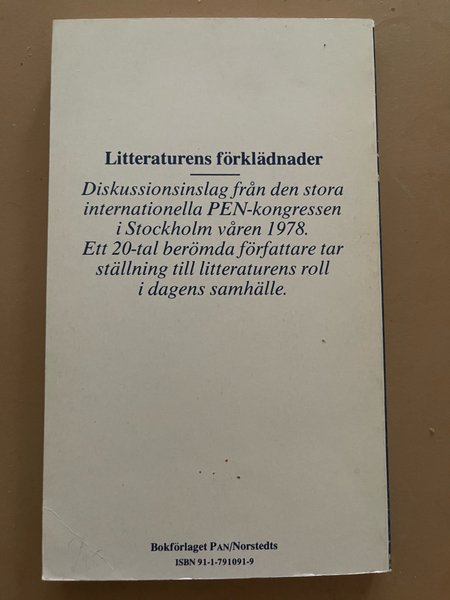 Litteraturens förklädnader
Diskussionsinslag från den stora
internationella PEN-kongressen
i Stockholm våren 1978.
Ett 20-tal berömda författare tar
ställning till litteraturens roll
i dagens samhälle.
Bokförlaget PAN/Norstedts
ISBN 91-1-791091-9